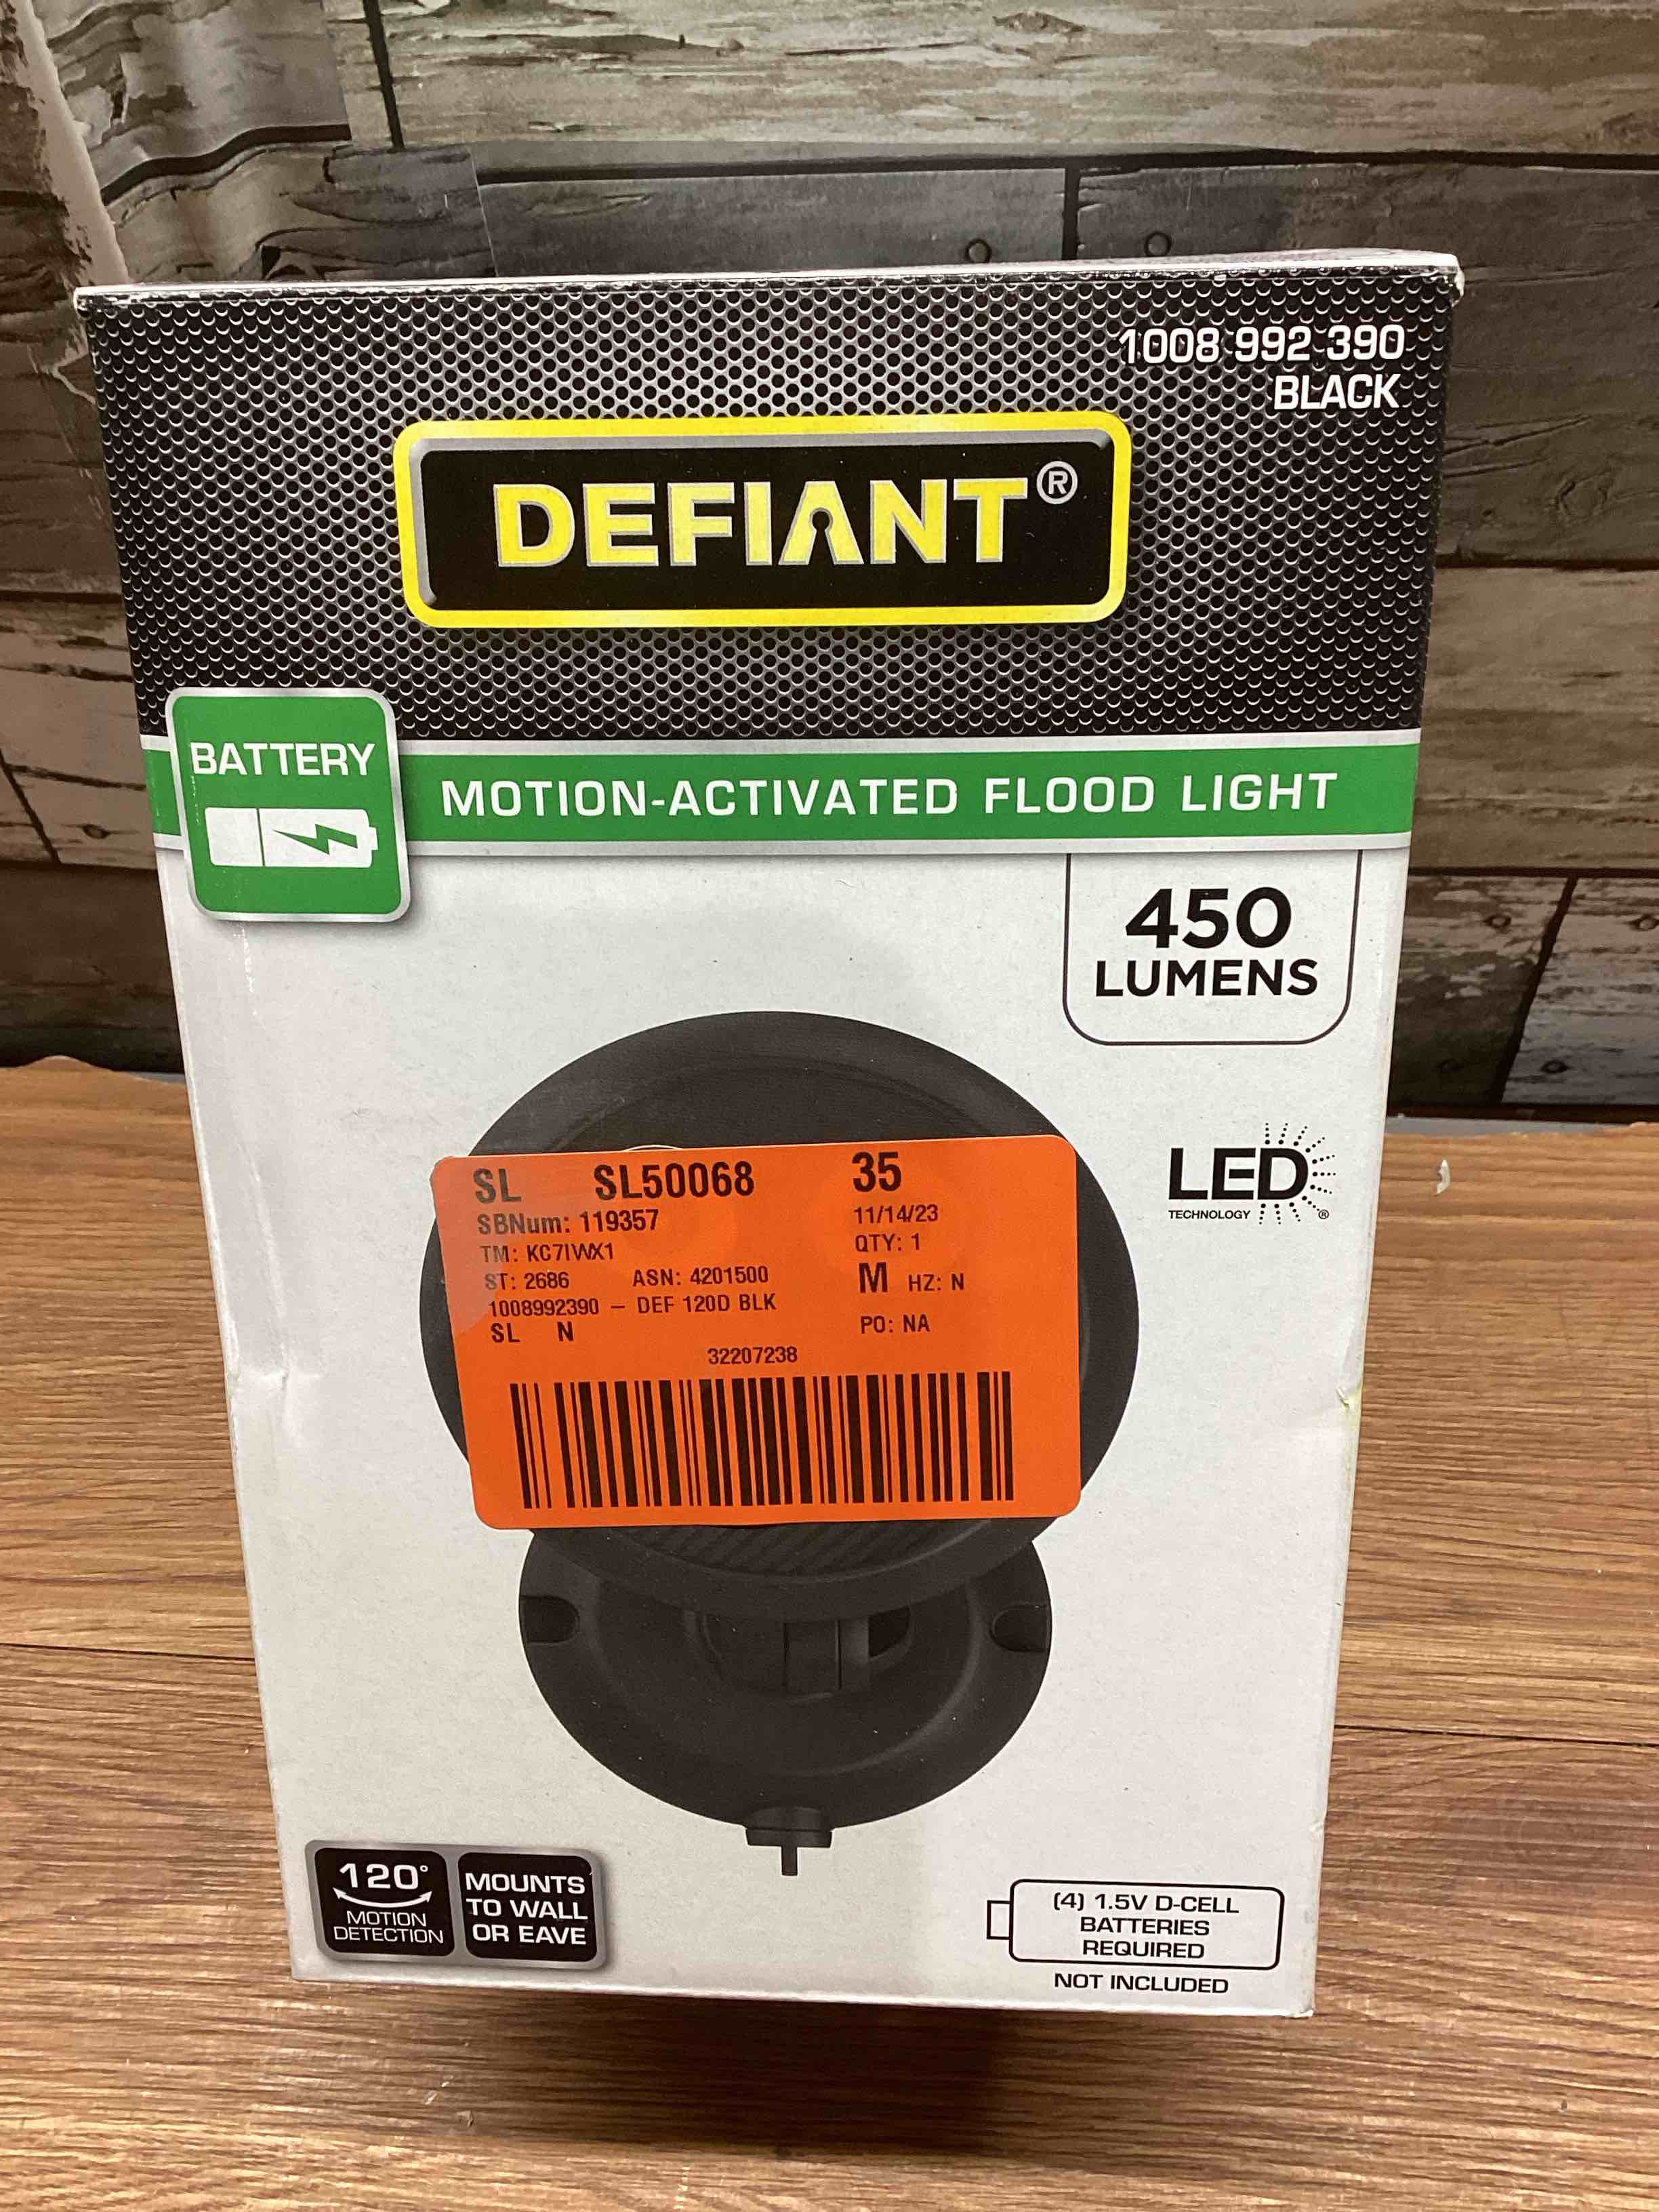 1008 992 390
BLACK
DEFIANT®
BATTERY
MOTION-ACTIVATED FLOOD LIGHT
450
LUMENS
LED
TECHNOLOGY ®
SL SL50068 35
SBNum: 119357 11/14/23
TM: KC7IWX1 QTY: 1
ST: 2686 ASN: 4201500 M HZ: N
1008992390 – DEF 120D BLK
SL N PO: NA
32207238
120°
MOTION
DETECTION
MOUNTS
TO WALL
OR EAVE
(4) 1.5V D-CELL
BATTERIES
REQUIRED
NOT INCLUDED